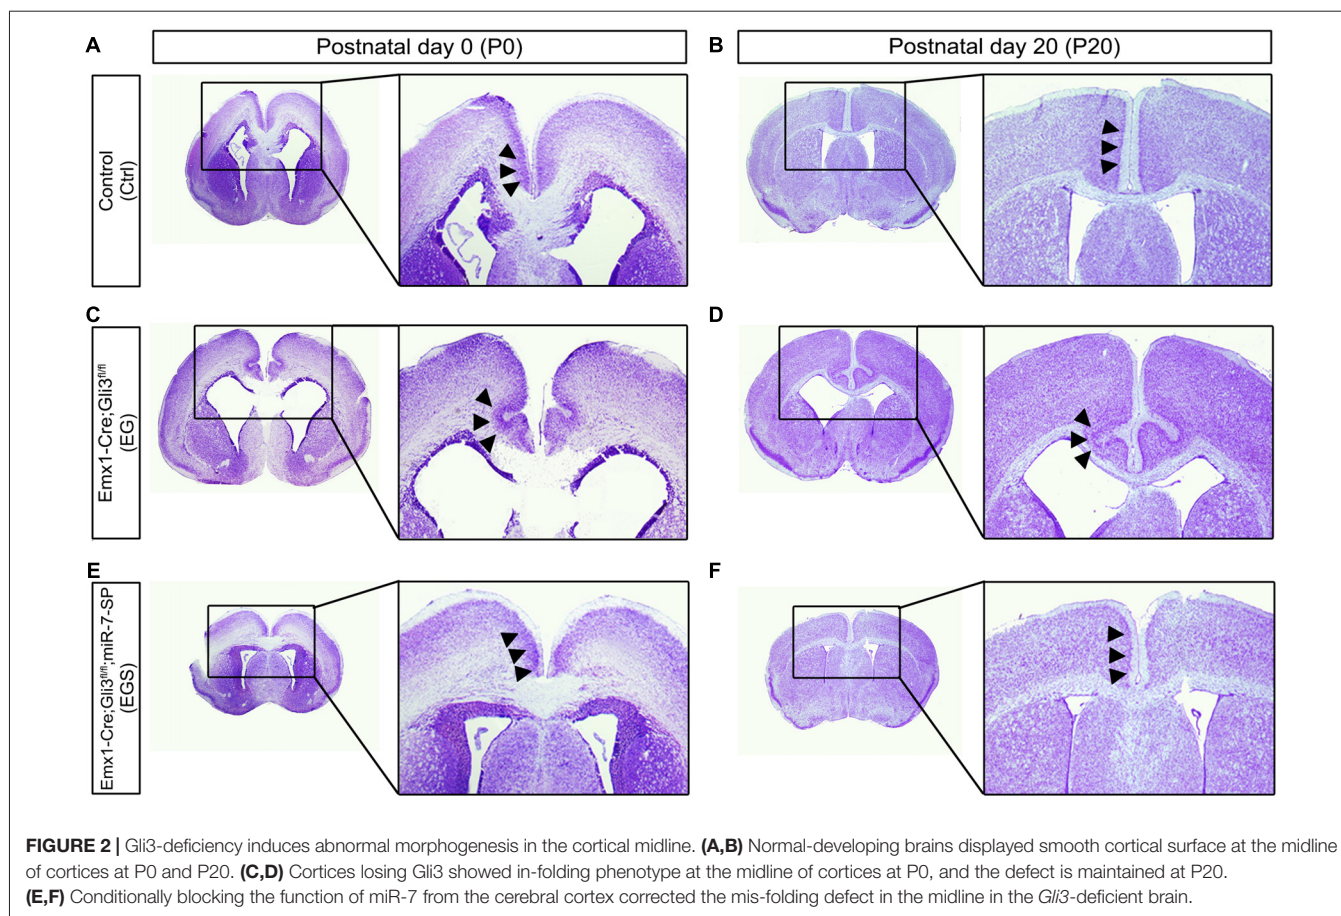 A
Postnatal day 0 (P0)
B
Postnatal day 20 (P20)
Control
(Ctrl)
C
D
Emx1-Cre;Gli3fl/fl
(EG)
E
F
Emx1-Cre;Gli3fl/fl;miR-7-SP
(EGS)
FIGURE 2 | Gli3-deficiency induces abnormal morphogenesis in the cortical midline. (A,B) Normal-developing brains displayed smooth cortical surface at the midline
of cortices at P0 and P20. (C,D) Cortices losing Gli3 showed in-folding phenotype at the midline of cortices at P0, and the defect is maintained at P20.
(E,F) Conditionally blocking the function of miR-7 from the cerebral cortex corrected the mis-folding defect in the midline in the Gli3-deficient brain.